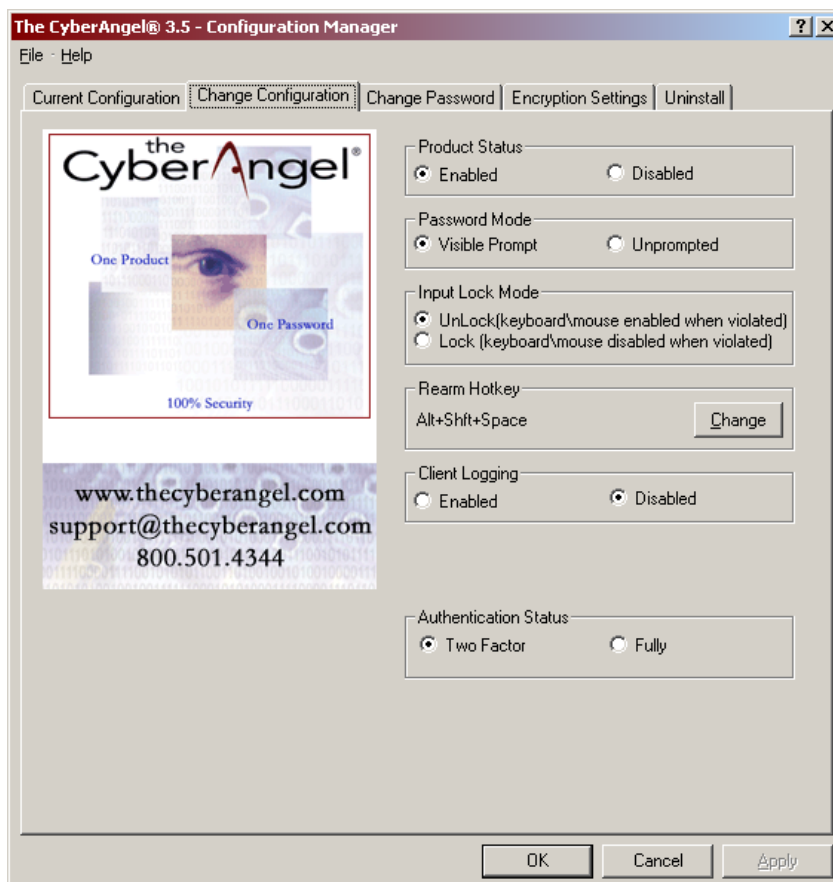 The CyberAngel® 3.5 - Configuration Manager
File Help
Current Configuration Change Configuration Change Password Encryption Settings Uninstall
the
CyberAngel®
One Product
One Password
100% Security
www.thecyberangel.com
support@thecyberangel.com
800.501.4344
Product Status
Enabled Disabled
Password Mode
Visible Prompt Unprompted
Input Lock Mode
UnLock(keyboard\mouse enabled when violated)
Lock (keyboard\mouse disabled when violated)
Rearm Hotkey
Alt+Shft+Space Change
Client Logging
Enabled Disabled
Authentication Status
Two Factor Fully
OK Cancel Apply